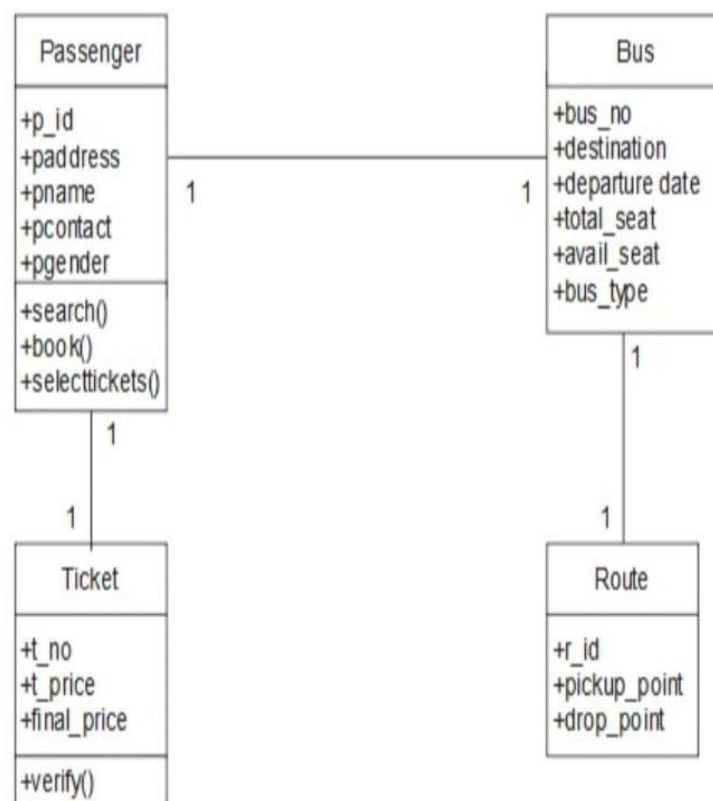 Passenger
+p_id
+paddress
+pname
+pcontact
+pgender
+search()
+book()
+selecttickets()
1
1
Bus
+bus_no
+destination
+departure date
+total_seat
+avail_seat
+bus_type
1
1
1
1
Ticket
+t_no
+t_price
+final_price
+verify()
Route
+r_id
+pickup_point
+drop_point